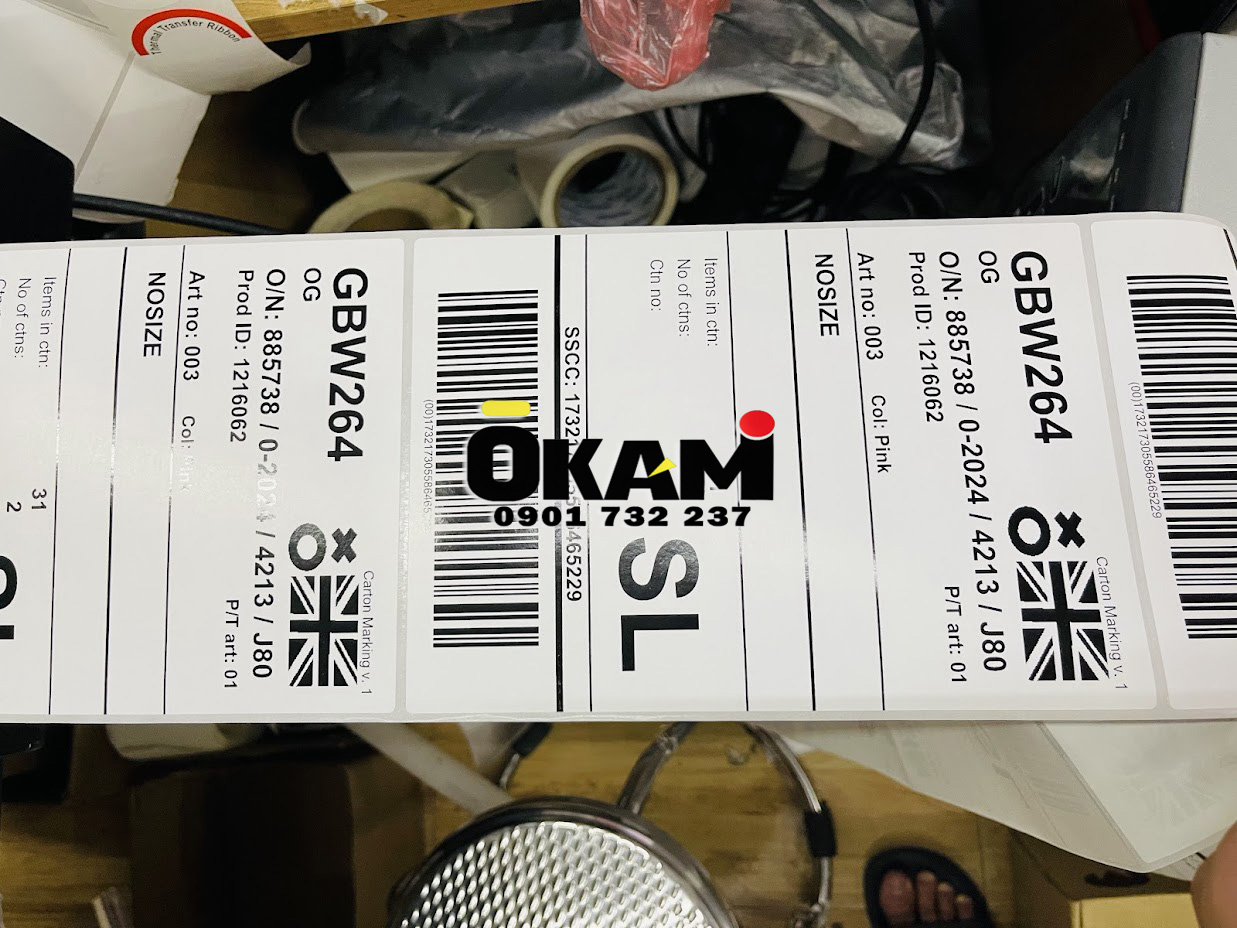 Transfer Ribbon
(00)173217305586465229
Carton Marking v. 1
GBW264
OG
O/N: 885738 / 0-2024 / 4213 / J80
Prod ID: 1216062
P/T art: 01
Art no: 003
Col: Pink
NOSIZE
Items in ctn:
No of ctns:
Ctn no:
SL
SSCC:
465229
OKAM
0901 732 237
Carton Marking v. 1
GBW264
OG
O/N: 885738 / 0-2024 / 4213 / J80
Prod ID: 1216062
P/T art: 01
Art no: 003
Col: Pink
NOSIZE
Items in ctn: 31
No of ctns: 2